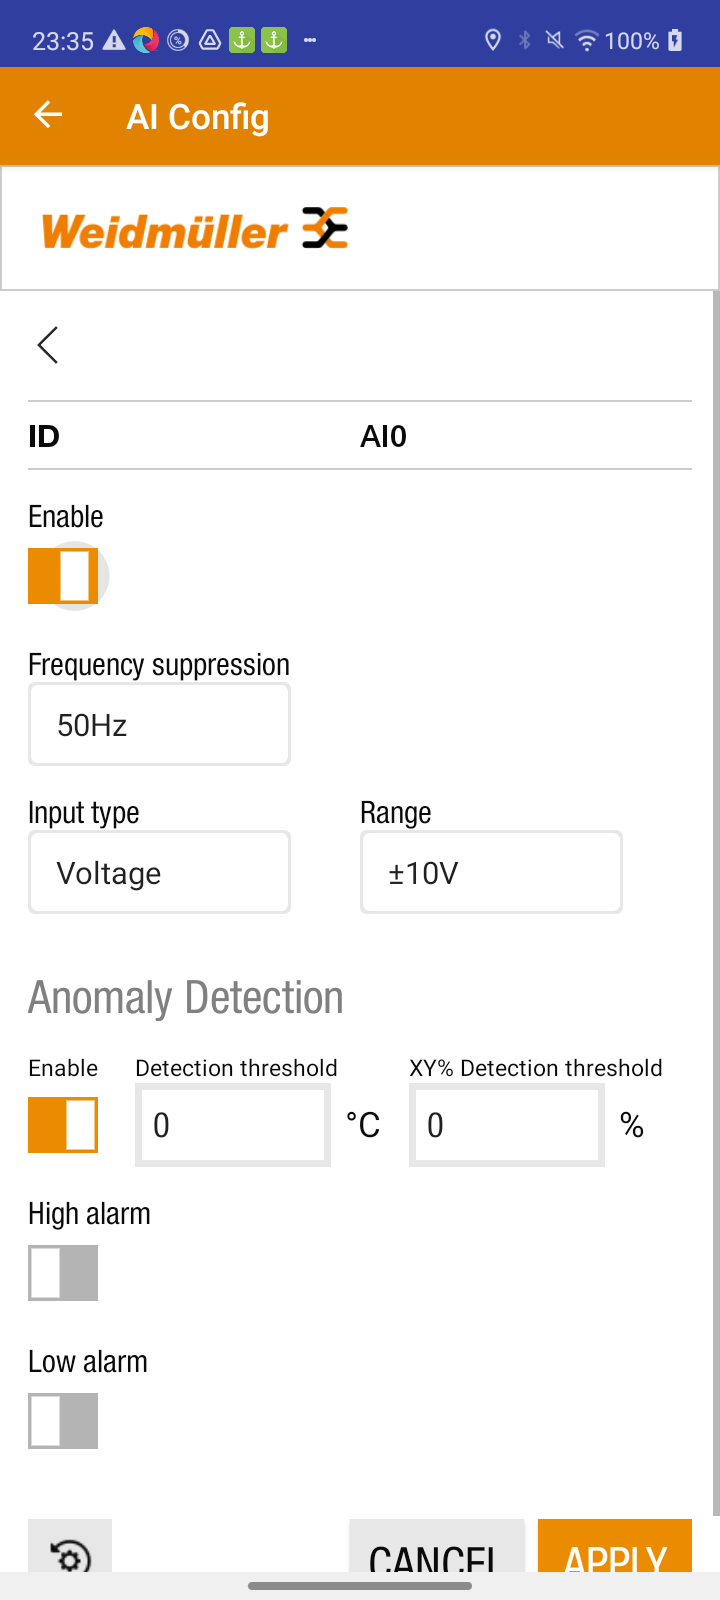 23:35 100%
AI Config
Weidmüller
ID AI0
Enable
Frequency suppression
50Hz
Input type Range
Voltage ±10V
Anomaly Detection
Enable Detection threshold XY% Detection threshold
0 °C 0 %
High alarm
Low alarm
CANCEL APPLY